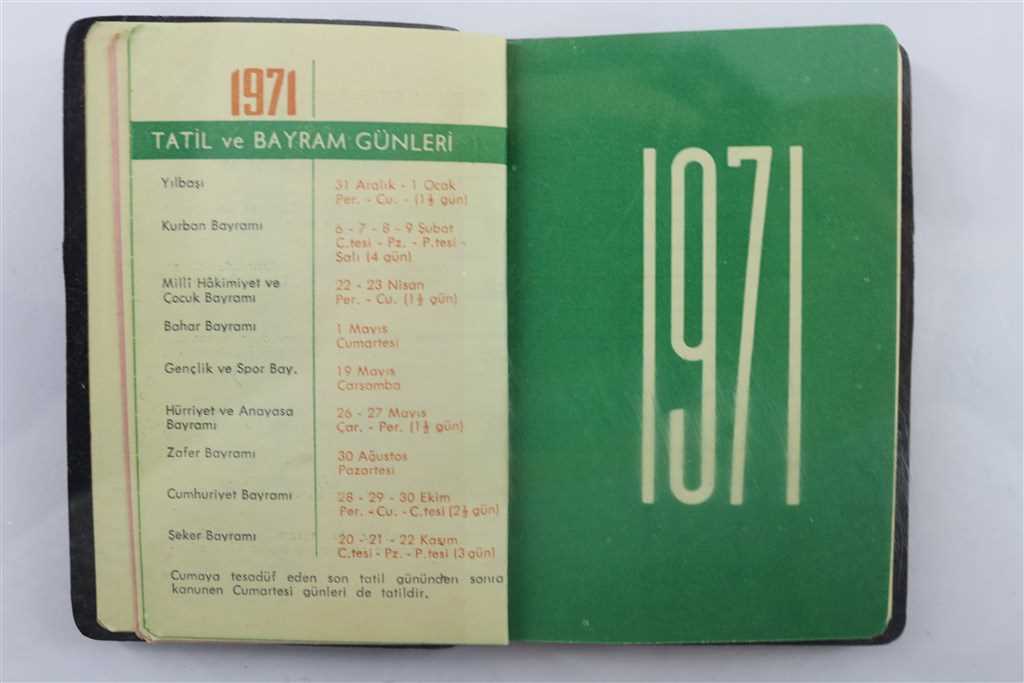 1971
TATİL ve BAYRAM GÜNLERİ
Yılbaşı
31 Aralık - 1 Ocak
Per. - Cu. - (1½ gün)
Kurban Bayramı
6 - 7 - 8 - 9 Şubat
C.tesi - Pz. - P.tesi -
Salı (4 gün)
Millî Hâkimiyet ve
Çocuk Bayramı
22 - 23 Nisan
Per. - Cu. (1½ gün)
Bahar Bayramı
1 Mayıs
Cumartesi
Gençlik ve Spor Bay.
19 Mayıs
Çarşamba
Hürriyet ve Anayasa
Bayramı
26 - 27 Mayıs
Çar. - Per. (1½ gün)
Zafer Bayramı
30 Ağustos
Pazartesi
Cumhuriyet Bayramı
28 - 29 - 30 Ekim
Per. - Cu. - C.tesi (2½ gün)
Şeker Bayramı
20 - 21 - 22 Kasım
C.tesi - Pz. - P.tesi (3 gün)
Cumaya tesadüf eden son tatil gününden sonra
kanunen Cumartesi günleri de tatildir.
1971